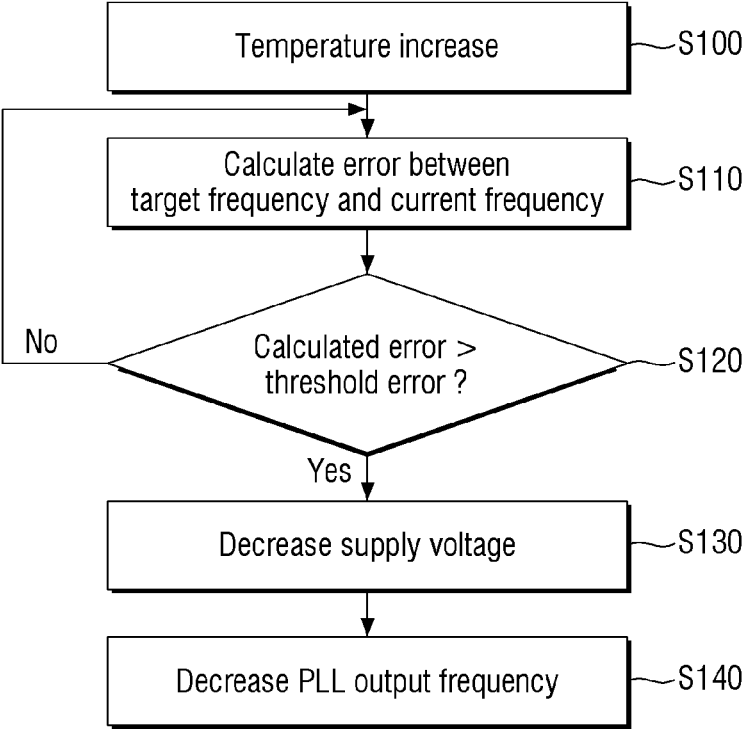 Temperature increase
S100
Calculate error between
target frequency and current frequency
S110
No
Calculated error >
threshold error ?
S120
Yes
Decrease supply voltage
S130
Decrease PLL output frequency
S140